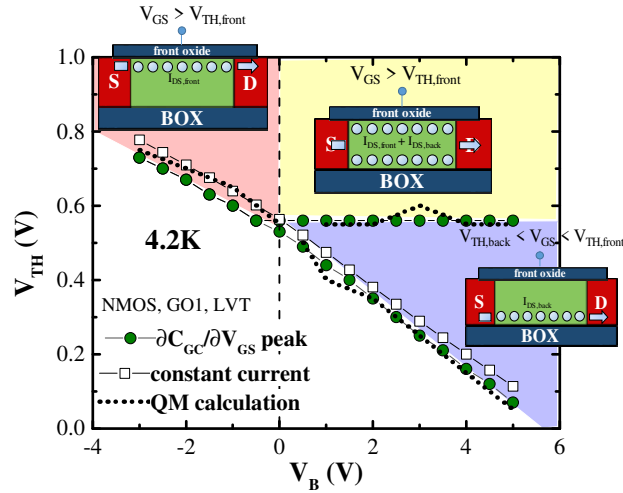 V_GS > V_TH,front
front oxide
S
I_DS,front
D
BOX
V_GS > V_TH,front
front oxide
S
I_DS,front + I_DS,back
BOX
V_TH,back < V_GS < V_TH,front
front oxide
S
I_DS,back
D
BOX
4.2K
NMOS, GO1, LVT
∂C_GC/∂V_GS peak
constant current
QM calculation
V_TH (V)
1.0
0.8
0.6
0.4
0.2
0.0
-4
-2
0
2
4
6
V_B (V)